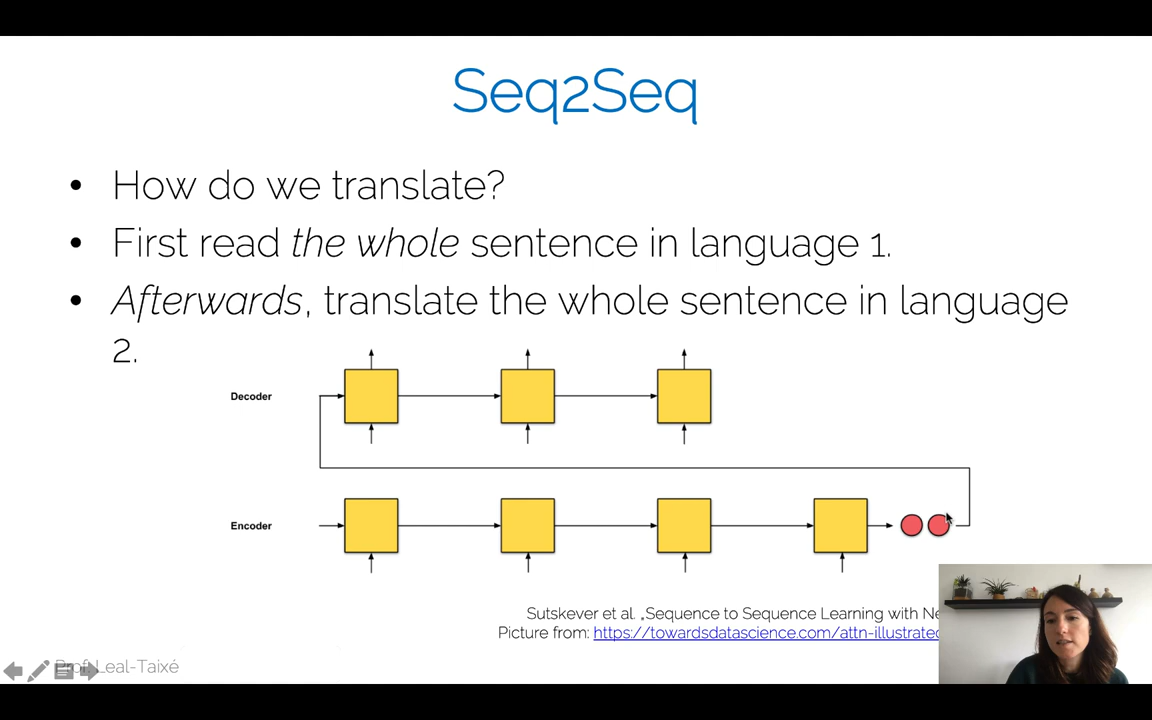 Seq2Seq
• How do we translate?
• First read the whole sentence in language 1.
• Afterwards, translate the whole sentence in language
2.
Decoder
Encoder
Sutskever et al. „Sequence to Sequence Learning with Ne
Picture from: https://towardsdatascience.com/attn-illustrated
Prof. Leal-Taixé